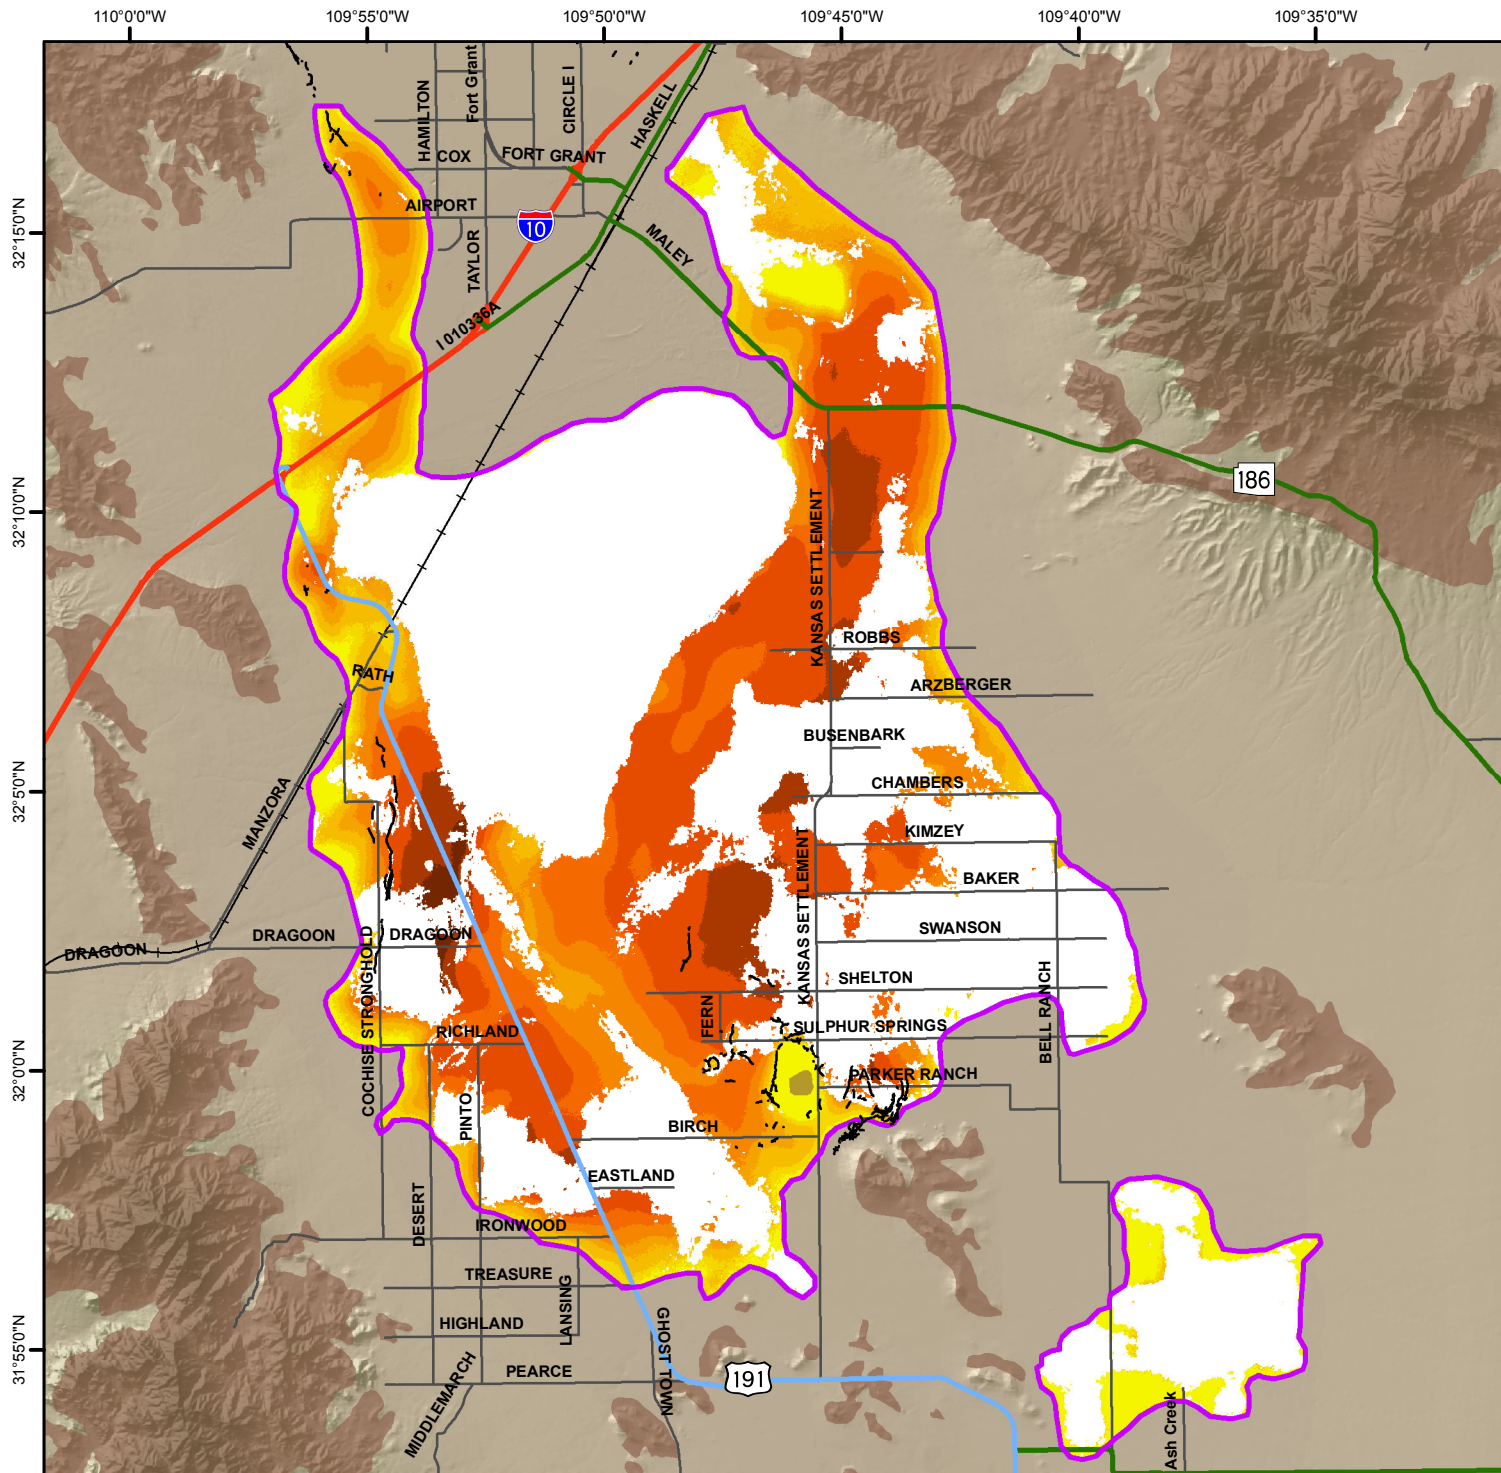 110°0'0"W
109°55'0"W
109°50'0"W
109°45'0"W
109°40'0"W
109°35'0"W
32°15'0"N
32°10'0"N
32°5'0"N
32°0'0"N
31°55'0"N
HAMILTON
Fort Grant
CIRCLE I
HASKELL
COX
FORT GRANT
AIRPORT
10
TAYLOR
MALEY
I 010336A
186
KANSAS SETTLEMENT
ROBBS
RATH
ARZBERGER
BUSENBARK
CHAMBERS
MANZORA
KIMZEY
KANSAS SETTLEMENT
BAKER
SWANSON
DRAGOON
DRAGOON
DRAGOON
COCHISE STRONGHOLD
SHELTON
BELL RANCH
FERN
SULPHUR SPRINGS
RICHLAND
PARKER RANCH
PINTO
BIRCH
EASTLAND
DESERT
IRONWOOD
TREASURE
LANSING
HIGHLAND
GHOST TOWN
PEARCE
191
MIDDLEMARCH
Ash Creek